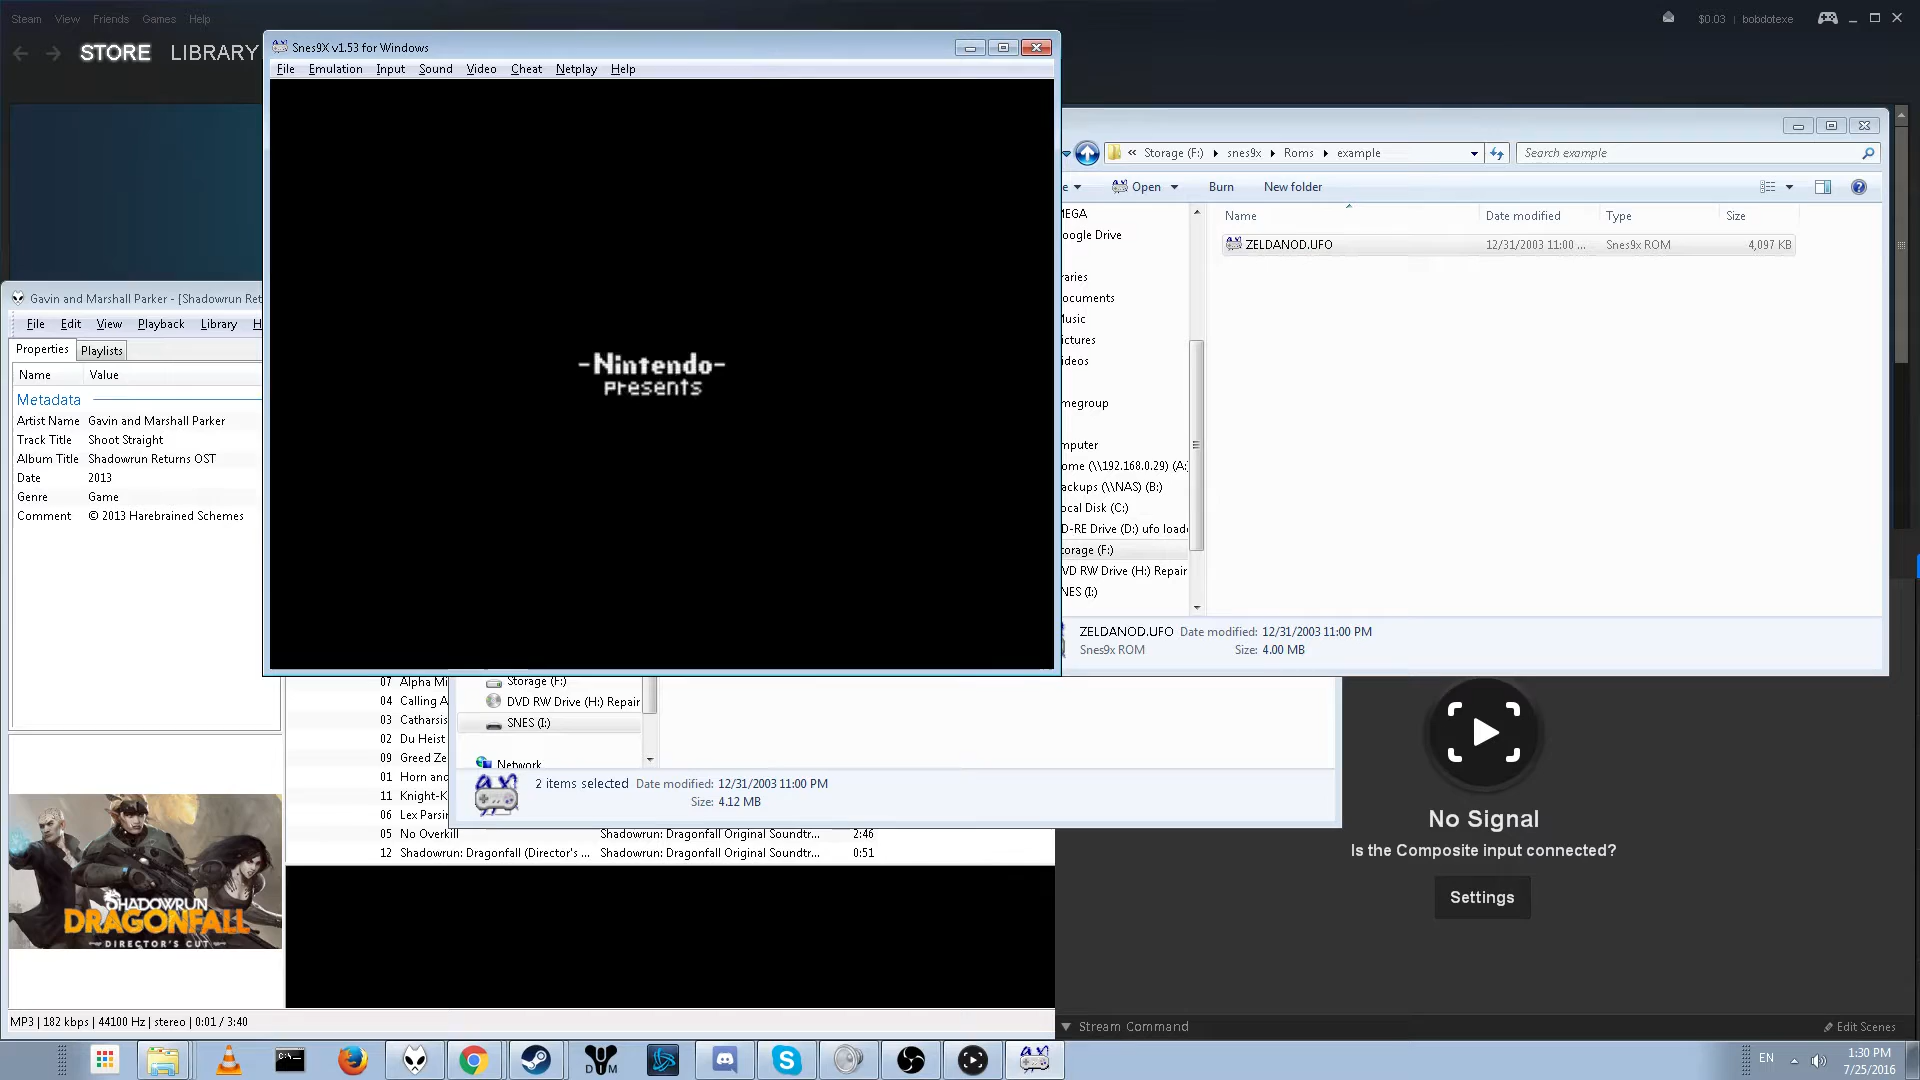 Steam View Friends Games Help
$0.03 | bobdotexe
STORE LIBRARY
Snes9X v1.53 for Windows
File Emulation Input Sound Video Cheat Netplay Help
-Nintendo-
Presents
« Storage (F:) snes9x Roms example
Search example
Open Burn New folder
Name Date modified Type Size
ZELDANOD.UFO 12/31/2003 11:00 ... Snes9x ROM 4,097 KB
EGA
oogle Drive
raries
ocuments
usic
ictures
ideos
megroup
mputer
ome (\\192.168.0.29) (A:
ackups (\\NAS) (B:)
ocal Disk (C:)
D-RE Drive (D:) ufo load
orage (F:)
VD RW Drive (H:) Repair
NES (I:)
ZELDANOD.UFO Date modified: 12/31/2003 11:00 PM
Snes9x ROM Size: 4.00 MB
Gavin and Marshall Parker - [Shadowrun Ret
File Edit View Playback Library H
Properties Playlists
Name Value
Metadata
Artist Name Gavin and Marshall Parker
Track Title Shoot Straight
Album Title Shadowrun Returns OST
Date 2013
Genre Game
Comment © 2013 Harebrained Schemes
07 Alpha Mi
04 Calling A
03 Catharsis
02 Du Heist
09 Greed Ze
01 Horn and
11 Knight-K
06 Lex Parsir
05 No Overkill Shadowrun: Dragonfall Original Soundtr... 2:46
12 Shadowrun: Dragonfall (Director's ... Shadowrun: Dragonfall Original Soundtr... 0:51
Storage (F:)
DVD RW Drive (H:) Repair
SNES (I:)
Network
2 items selected Date modified: 12/31/2003 11:00 PM
Size: 4.12 MB
SHADOWRUN
DRAGONFALL
DIRECTOR'S CUT
No Signal
Is the Composite input connected?
Settings
MP3 | 182 kbps | 44100 Hz | stereo | 0:01 / 3:40
Stream Command
Edit Scenes
C:\
D M
EN
1:30 PM
7/25/2016